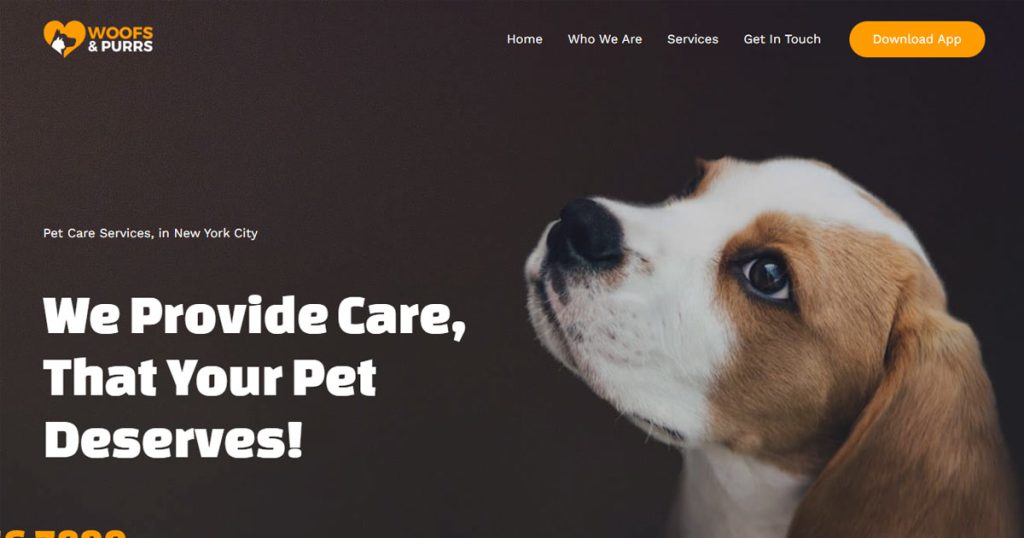 WOOFS
& PURRS
Home Who We Are Services Get In Touch Download App
Pet Care Services, in New York City
We Provide Care,
That Your Pet
Deserves!